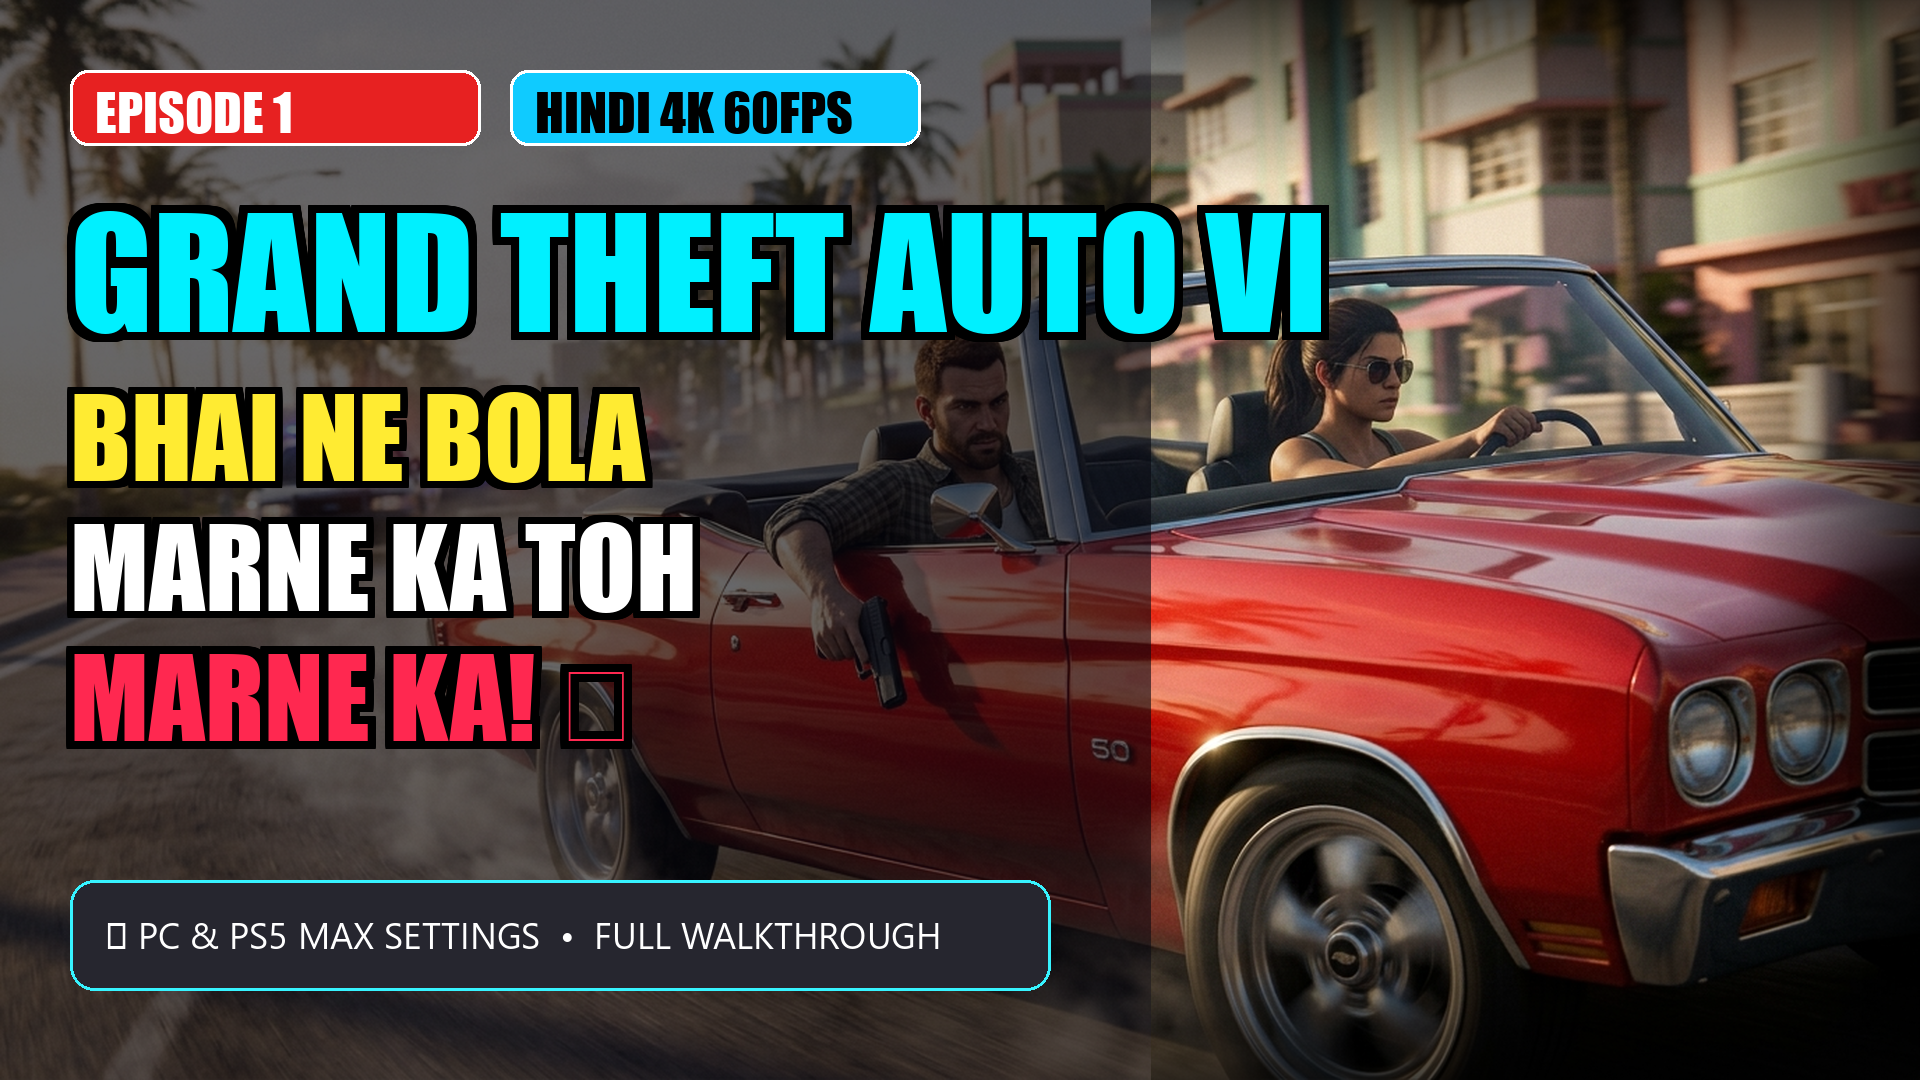 EPISODE 1
HINDI 4K 60FPS
GRAND THEFT AUTO VI
BHAI NE BOLA
MARNE KA TOH
MARNE KA! 
PC & PS5 MAX SETTINGS • FULL WALKTHROUGH
50